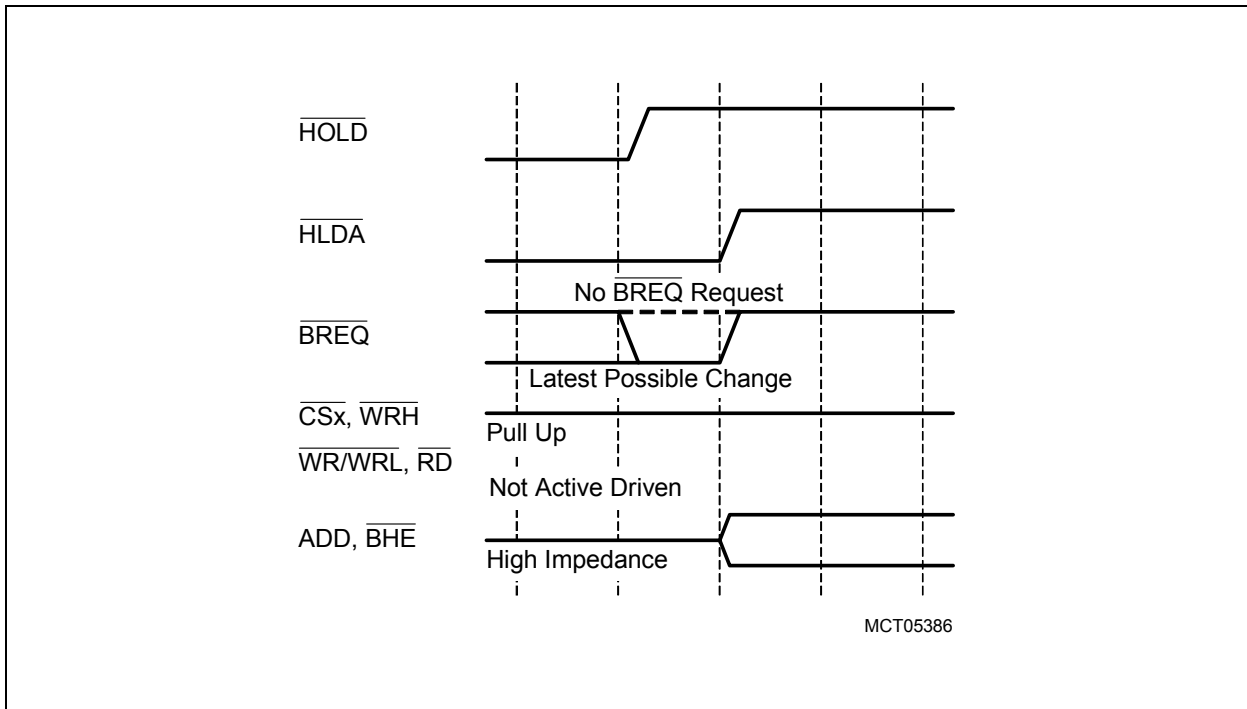 HOLD
HLDA
No BREQ Request
BREQ
Latest Possible Change
CSx, WRH
Pull Up
WR/WRL, RD
Not Active Driven
ADD, BHE
High Impedance
MCT05386